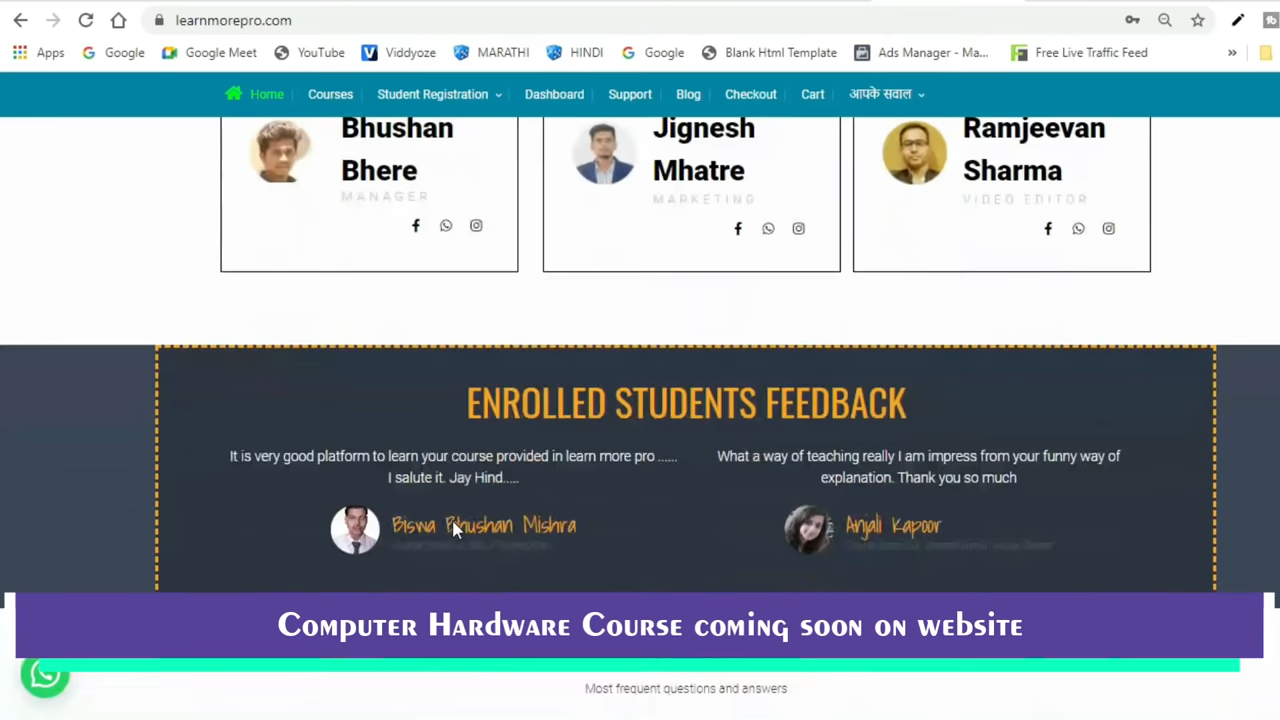 learnmorepro.com
Apps Google Google Meet YouTube Viddyoze MARATHI HINDI Google Blank Html Template Ads Manager - Ma... Free Live Traffic Feed »
Home Courses Student Registration Dashboard Support Blog Checkout Cart आपके सवाल
Bhushan
Bhere
MANAGER
Jignesh
Mhatre
MARKETING
Ramjeevan
Sharma
VIDEO EDITOR
ENROLLED STUDENTS FEEDBACK
It is very good platform to learn your course provided in learn more pro ......
I salute it. Jay Hind.....
Biswa Bhushan Mishra
What a way of teaching really I am impress from your funny way of
explanation. Thank you so much
Anjali Kapoor
Computer Hardware Course coming soon on website
Most frequent questions and answers